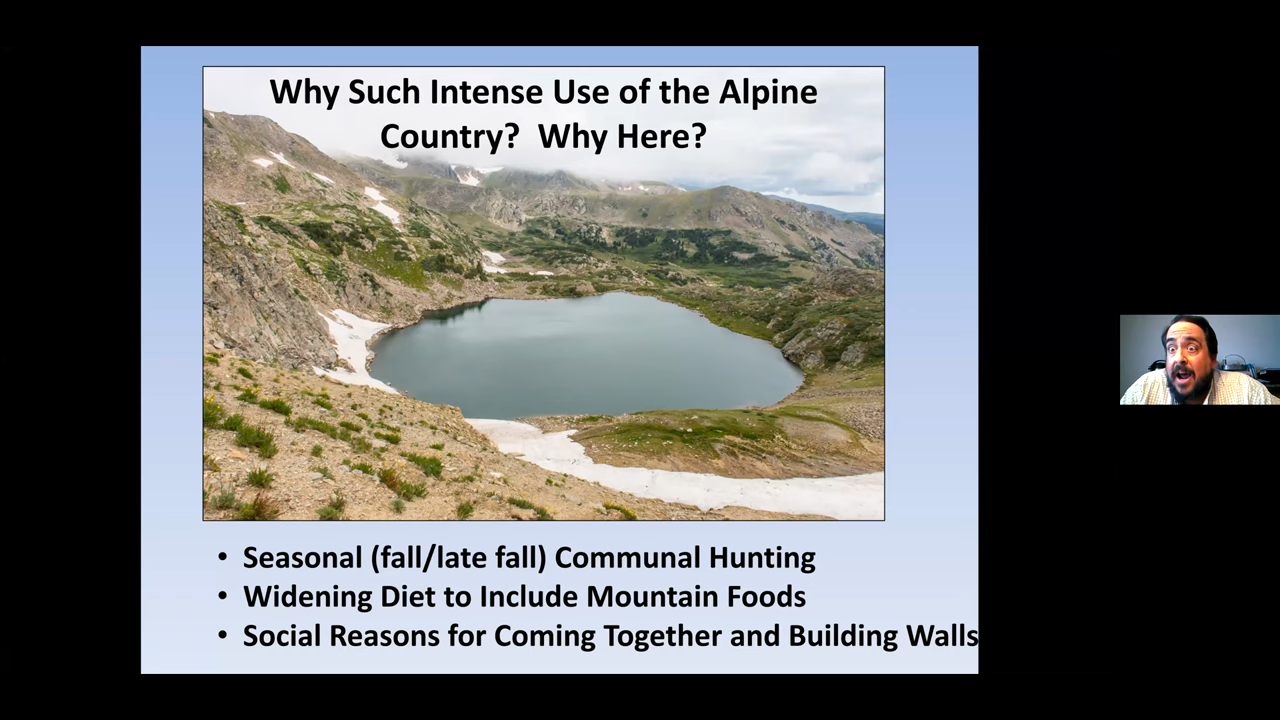 Why Such Intense Use of the Alpine
Country?  Why Here?
• Seasonal (fall/late fall) Communal Hunting
• Widening Diet to Include Mountain Foods
• Social Reasons for Coming Together and Building Walls